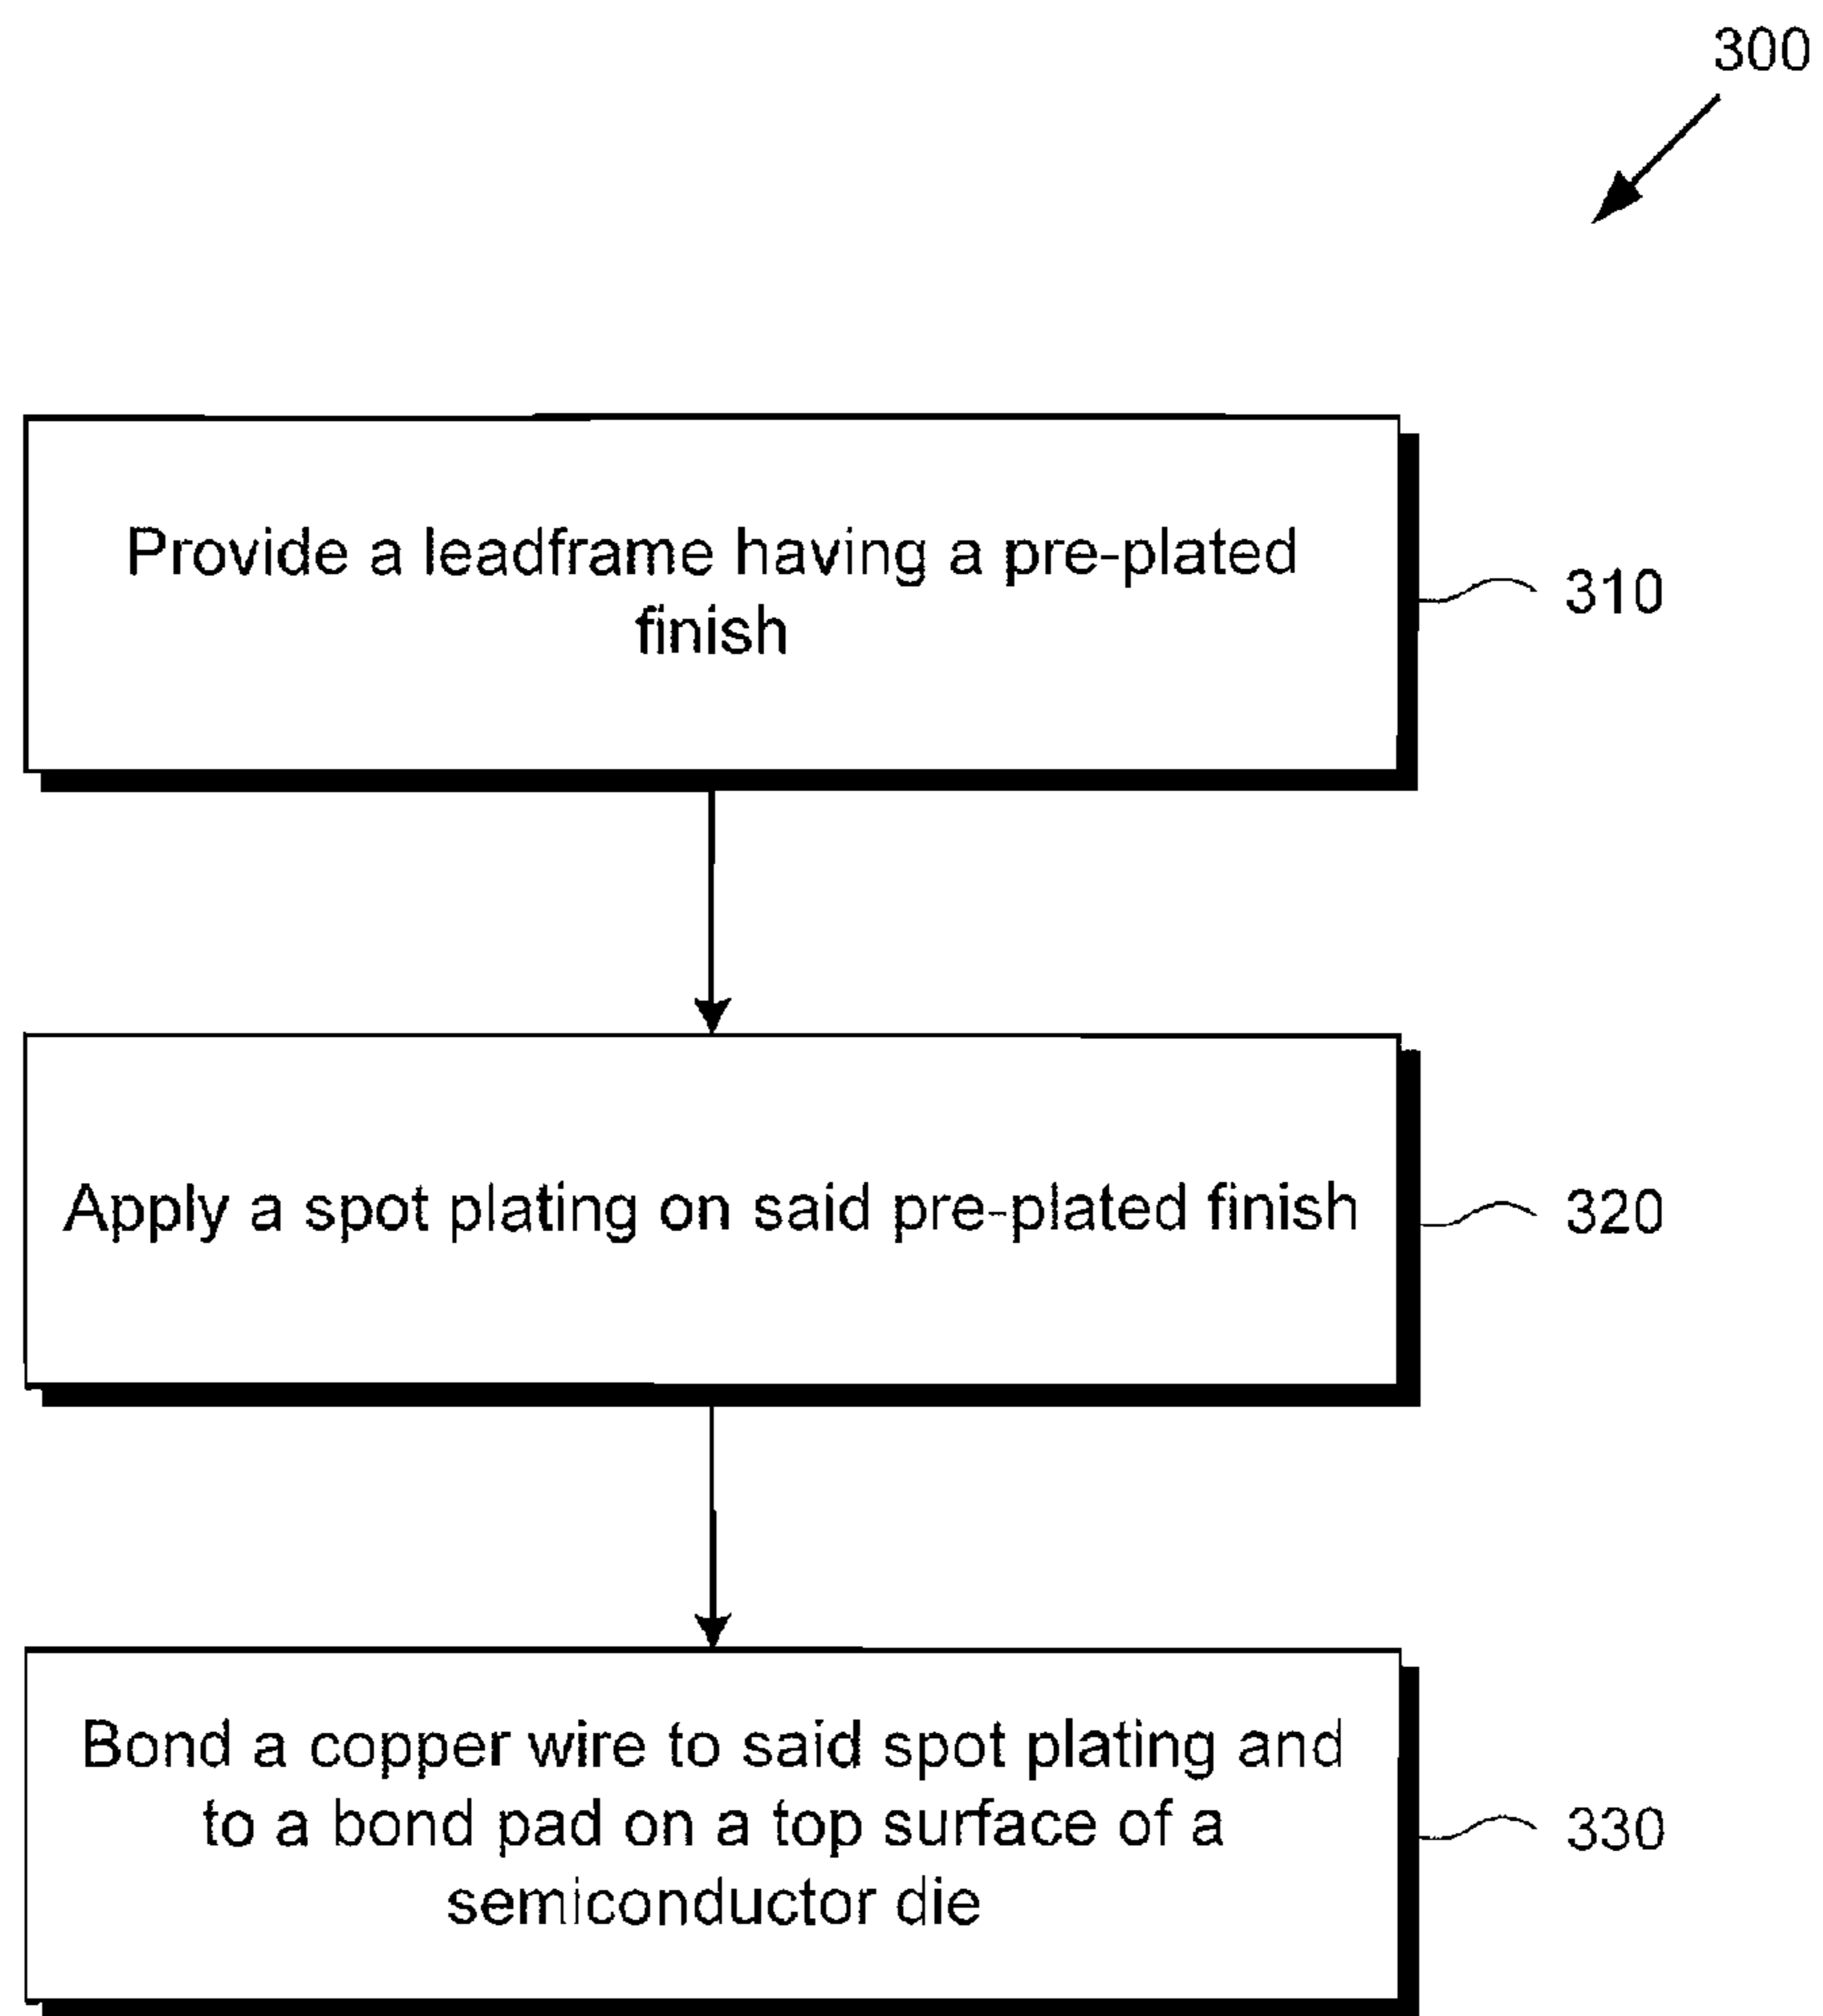 300
Provide a leadframe having a pre-plated
finish
310
Apply a spot plating on said pre-plated finish
320
Bond a copper wire to said spot plating and
to a bond pad on a top surface of a
semiconductor die
330